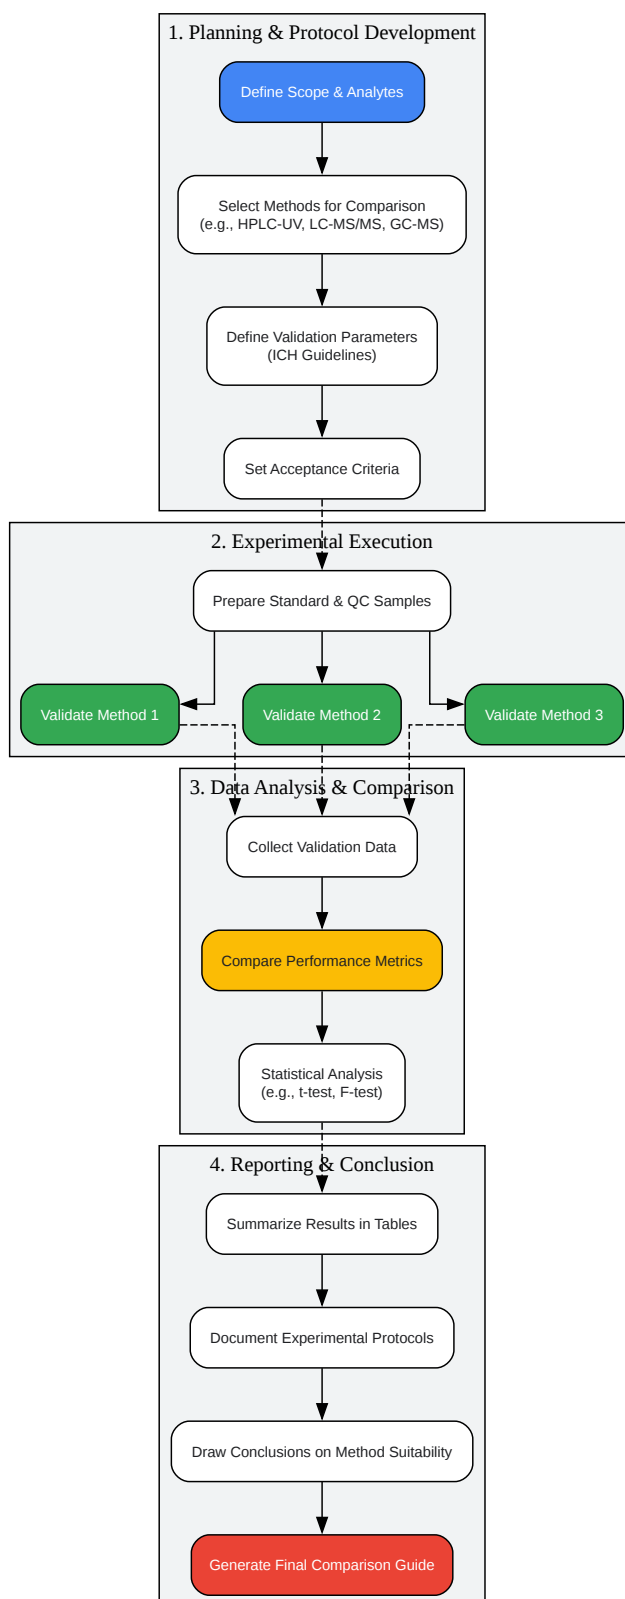 1. Planning & Protocol Development
Define Scope & Analytes
Select Methods for Comparison
(e.g., HPLC-UV, LC-MS/MS, GC-MS)
Define Validation Parameters
(ICH Guidelines)
Set Acceptance Criteria
2. Experimental Execution
Prepare Standard & QC Samples
Validate Method 1
Validate Method 2
Validate Method 3
3. Data Analysis & Comparison
Collect Validation Data
Compare Performance Metrics
Statistical Analysis
(e.g., t-test, F-test)
4. Reporting & Conclusion
Summarize Results in Tables
Document Experimental Protocols
Draw Conclusions on Method Suitability
Generate Final Comparison Guide